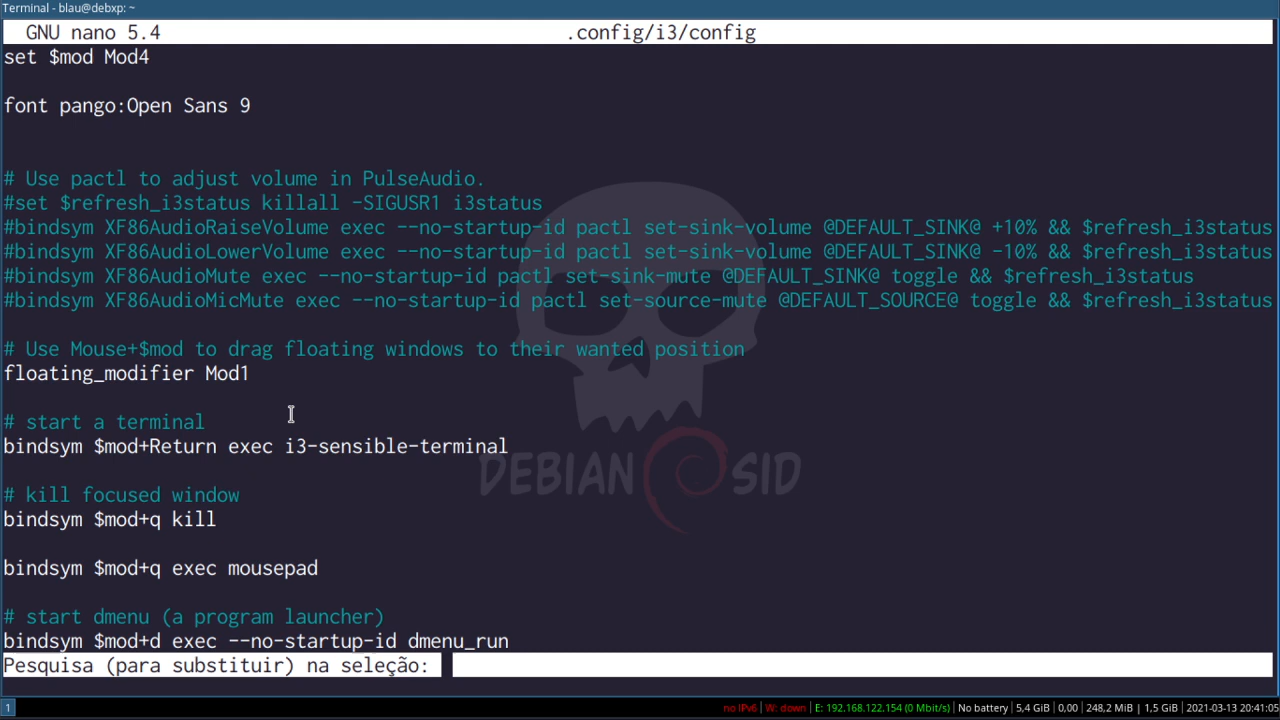 Terminal - blau@debxp: ~
GNU nano 5.4 .config/i3/config
set $mod Mod4
font pango:Open Sans 9
# Use pactl to adjust volume in PulseAudio.
#set $refresh_i3status killall -SIGUSR1 i3status
#bindsym XF86AudioRaiseVolume exec --no-startup-id pactl set-sink-volume @DEFAULT_SINK@ +10% && $refresh_i3status
#bindsym XF86AudioLowerVolume exec --no-startup-id pactl set-sink-volume @DEFAULT_SINK@ -10% && $refresh_i3status
#bindsym XF86AudioMute exec --no-startup-id pactl set-sink-mute @DEFAULT_SINK@ toggle && $refresh_i3status
#bindsym XF86AudioMicMute exec --no-startup-id pactl set-source-mute @DEFAULT_SOURCE@ toggle && $refresh_i3status
# Use Mouse+$mod to drag floating windows to their wanted position
floating_modifier Mod1
# start a terminal
bindsym $mod+Return exec i3-sensible-terminal
DEBIAN SID
# kill focused window
bindsym $mod+q kill
bindsym $mod+q exec mousepad
# start dmenu (a program launcher)
bindsym $mod+d exec --no-startup-id dmenu_run
Pesquisa (para substituir) na seleção:
1 no IPv6 | W: down | E: 192.168.122.154 (0 Mbit/s) | No battery | 5,4 GiB | 0,00 | 248,2 MiB | 1,5 GiB | 2021-03-13 20:41:05